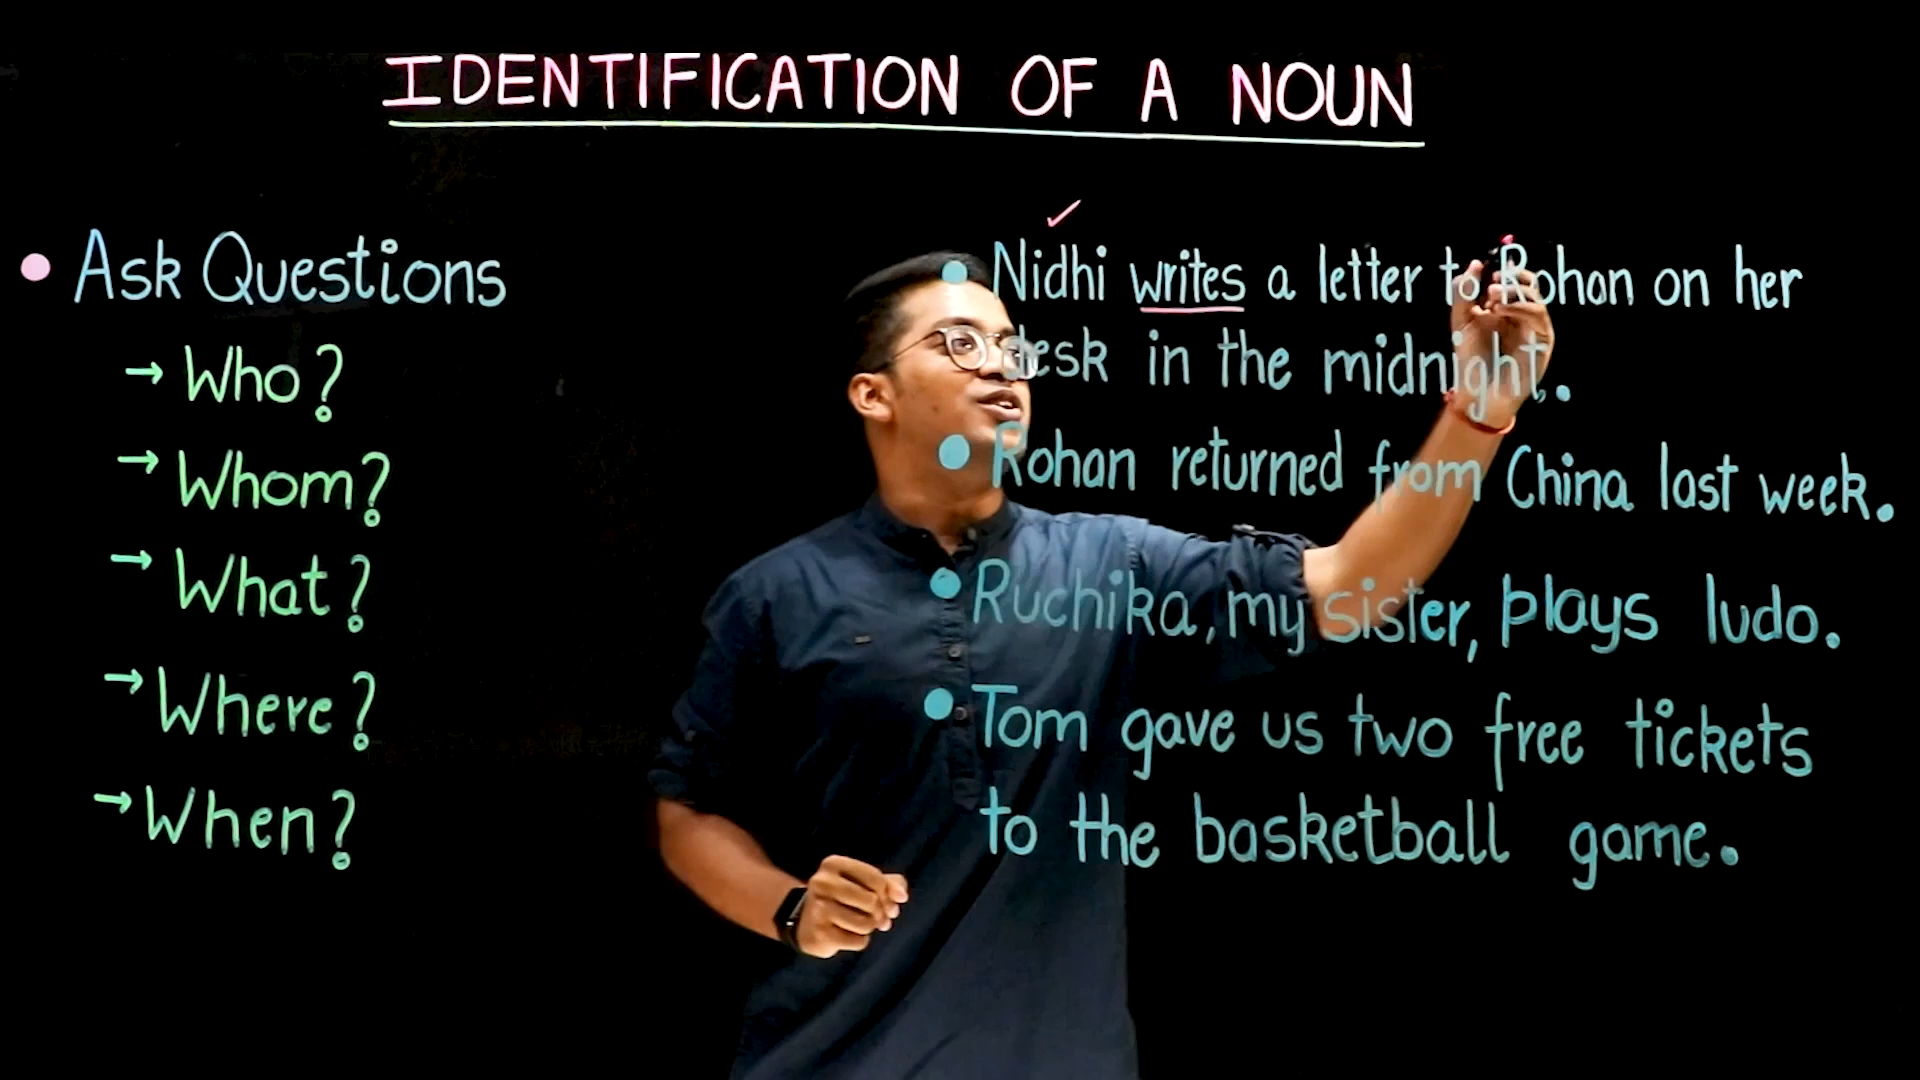 IDENTIFICATION OF A NOUN
Ask Questions
→ Who?
→ Whom?
→ What?
→ Where?
→ When?
Nidhi writes a letter to Rohan on her
desk in the midnight.
Rohan returned from China last week.
Ruchika, my sister, plays ludo.
Tom gave us two free tickets
to the basketball game.